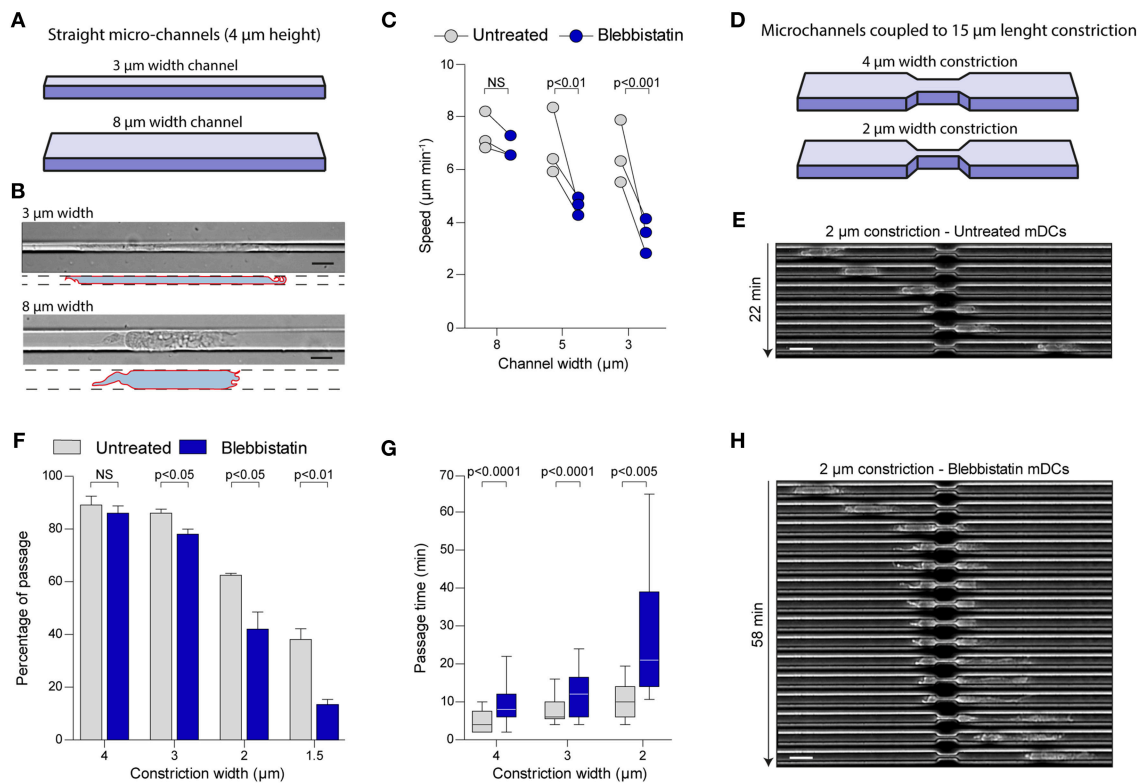 A
Straight micro-channels (4 µm height)
3 µm width channel
8 µm width channel
B
3 µm width
8 µm width
C
Untreated Blebbistatin
NS p<0.01 p<0.001
Speed (µm min⁻¹)
10
8
6
4
2
0
8 5 3
Channel width (µm)
D
Microchannels coupled to 15 µm lenght constriction
4 µm width constriction
2 µm width constriction
E
2 µm constriction - Untreated mDCs
22 min
F
Untreated Blebbistatin
NS p<0.05 p<0.05 p<0.01
Percentage of passage
100
80
60
40
20
0
4 3 2 1.5
Constriction width (µm)
G
p<0.0001 p<0.0001 p<0.005
Passage time (min)
70
60
50
40
30
20
10
0
4 3 2
Constriction width (µm)
H
2 µm constriction - Blebbistatin mDCs
58 min